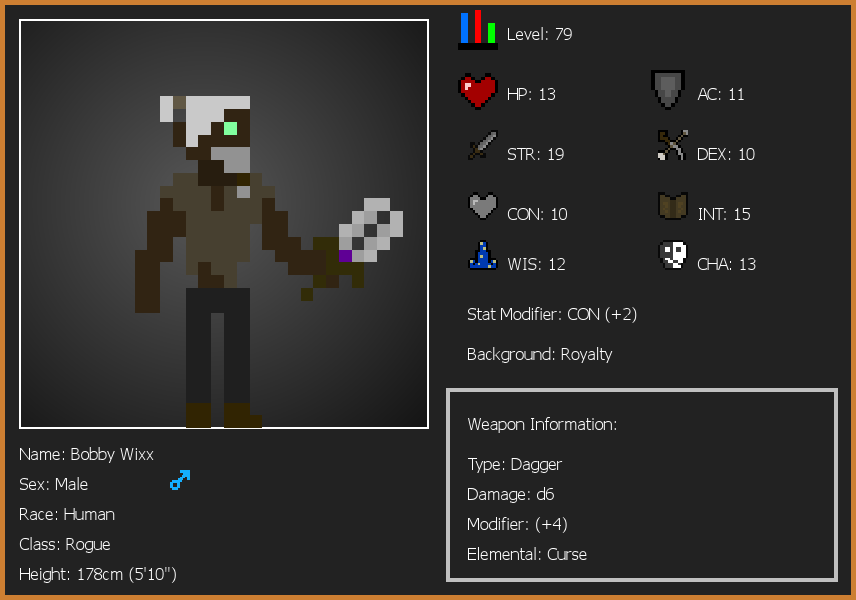 Level: 79
HP: 13
AC: 11
STR: 19
DEX: 10
CON: 10
INT: 15
WIS: 12
CHA: 13
Stat Modifier: CON (+2)
Background: Royalty
Weapon Information:
Type: Dagger
Damage: d6
Modifier: (+4)
Elemental: Curse
Name: Bobby Wixx
Sex: Male
Race: Human
Class: Rogue
Height: 178cm (5'10")